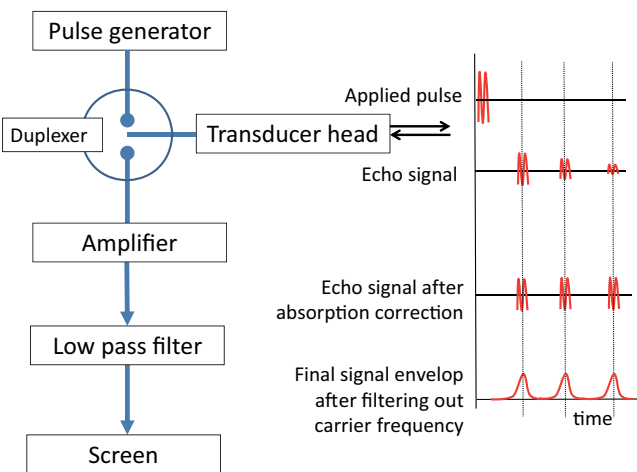 Pulse generator
Duplexer
Transducer head
Amplifier
Low pass filter
Screen
Applied pulse
Echo signal
Echo signal after
absorption correction
Final signal envelop
after filtering out
carrier frequency
time